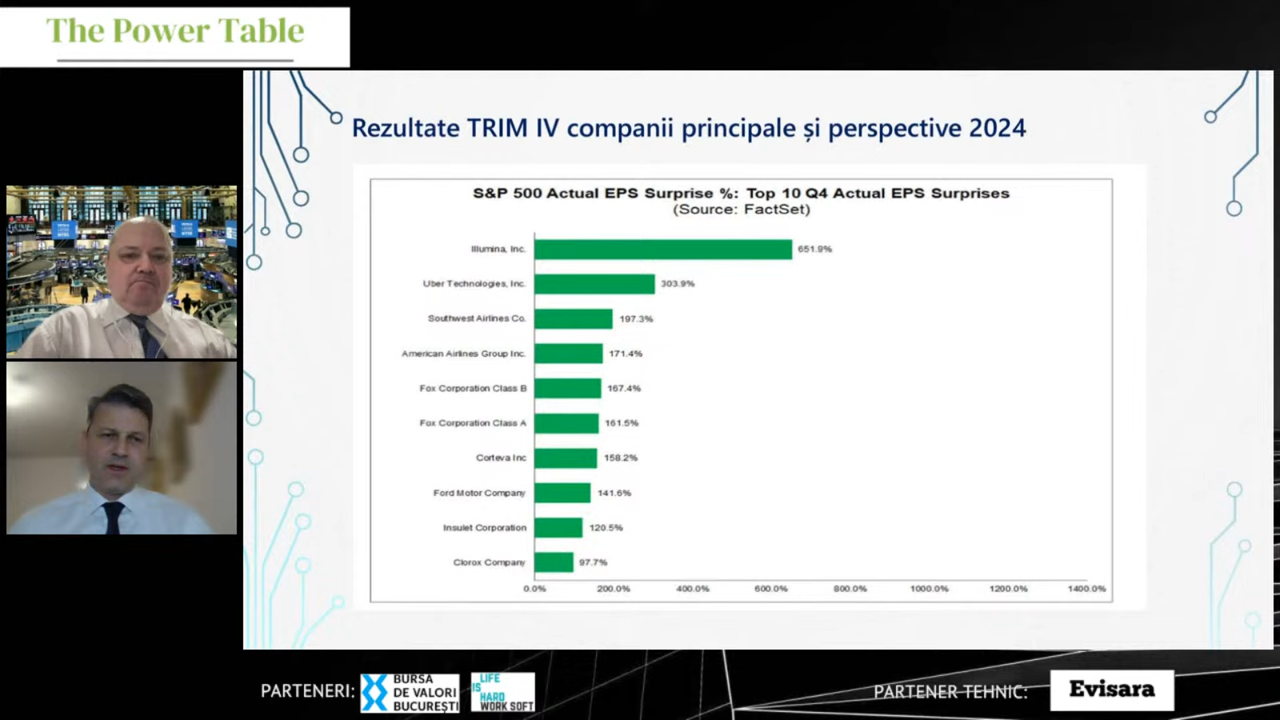 The Power Table
Rezultate TRIM IV companii principale și perspective 2024
S&P 500 Actual EPS Surprise %: Top 10 Q4 Actual EPS Surprises
(Source: FactSet)
Illumina, Inc. 651.9%
Uber Technologies, Inc. 303.9%
Southwest Airlines Co. 197.3%
American Airlines Group Inc. 171.4%
Fox Corporation Class B 167.4%
Fox Corporation Class A 161.5%
Corteva Inc 158.2%
Ford Motor Company 141.6%
Insulet Corporation 120.5%
Clorox Company 97.7%
0.0% 200.0% 400.0% 600.0% 800.0% 1000.0% 1200.0% 1400.0%
PARTENERI:
BURSA
DE VALORI
BUCUREȘTI
LIFE
IS
HARD
WORK SOFT
PARTENER TEHNIC:
Evisara